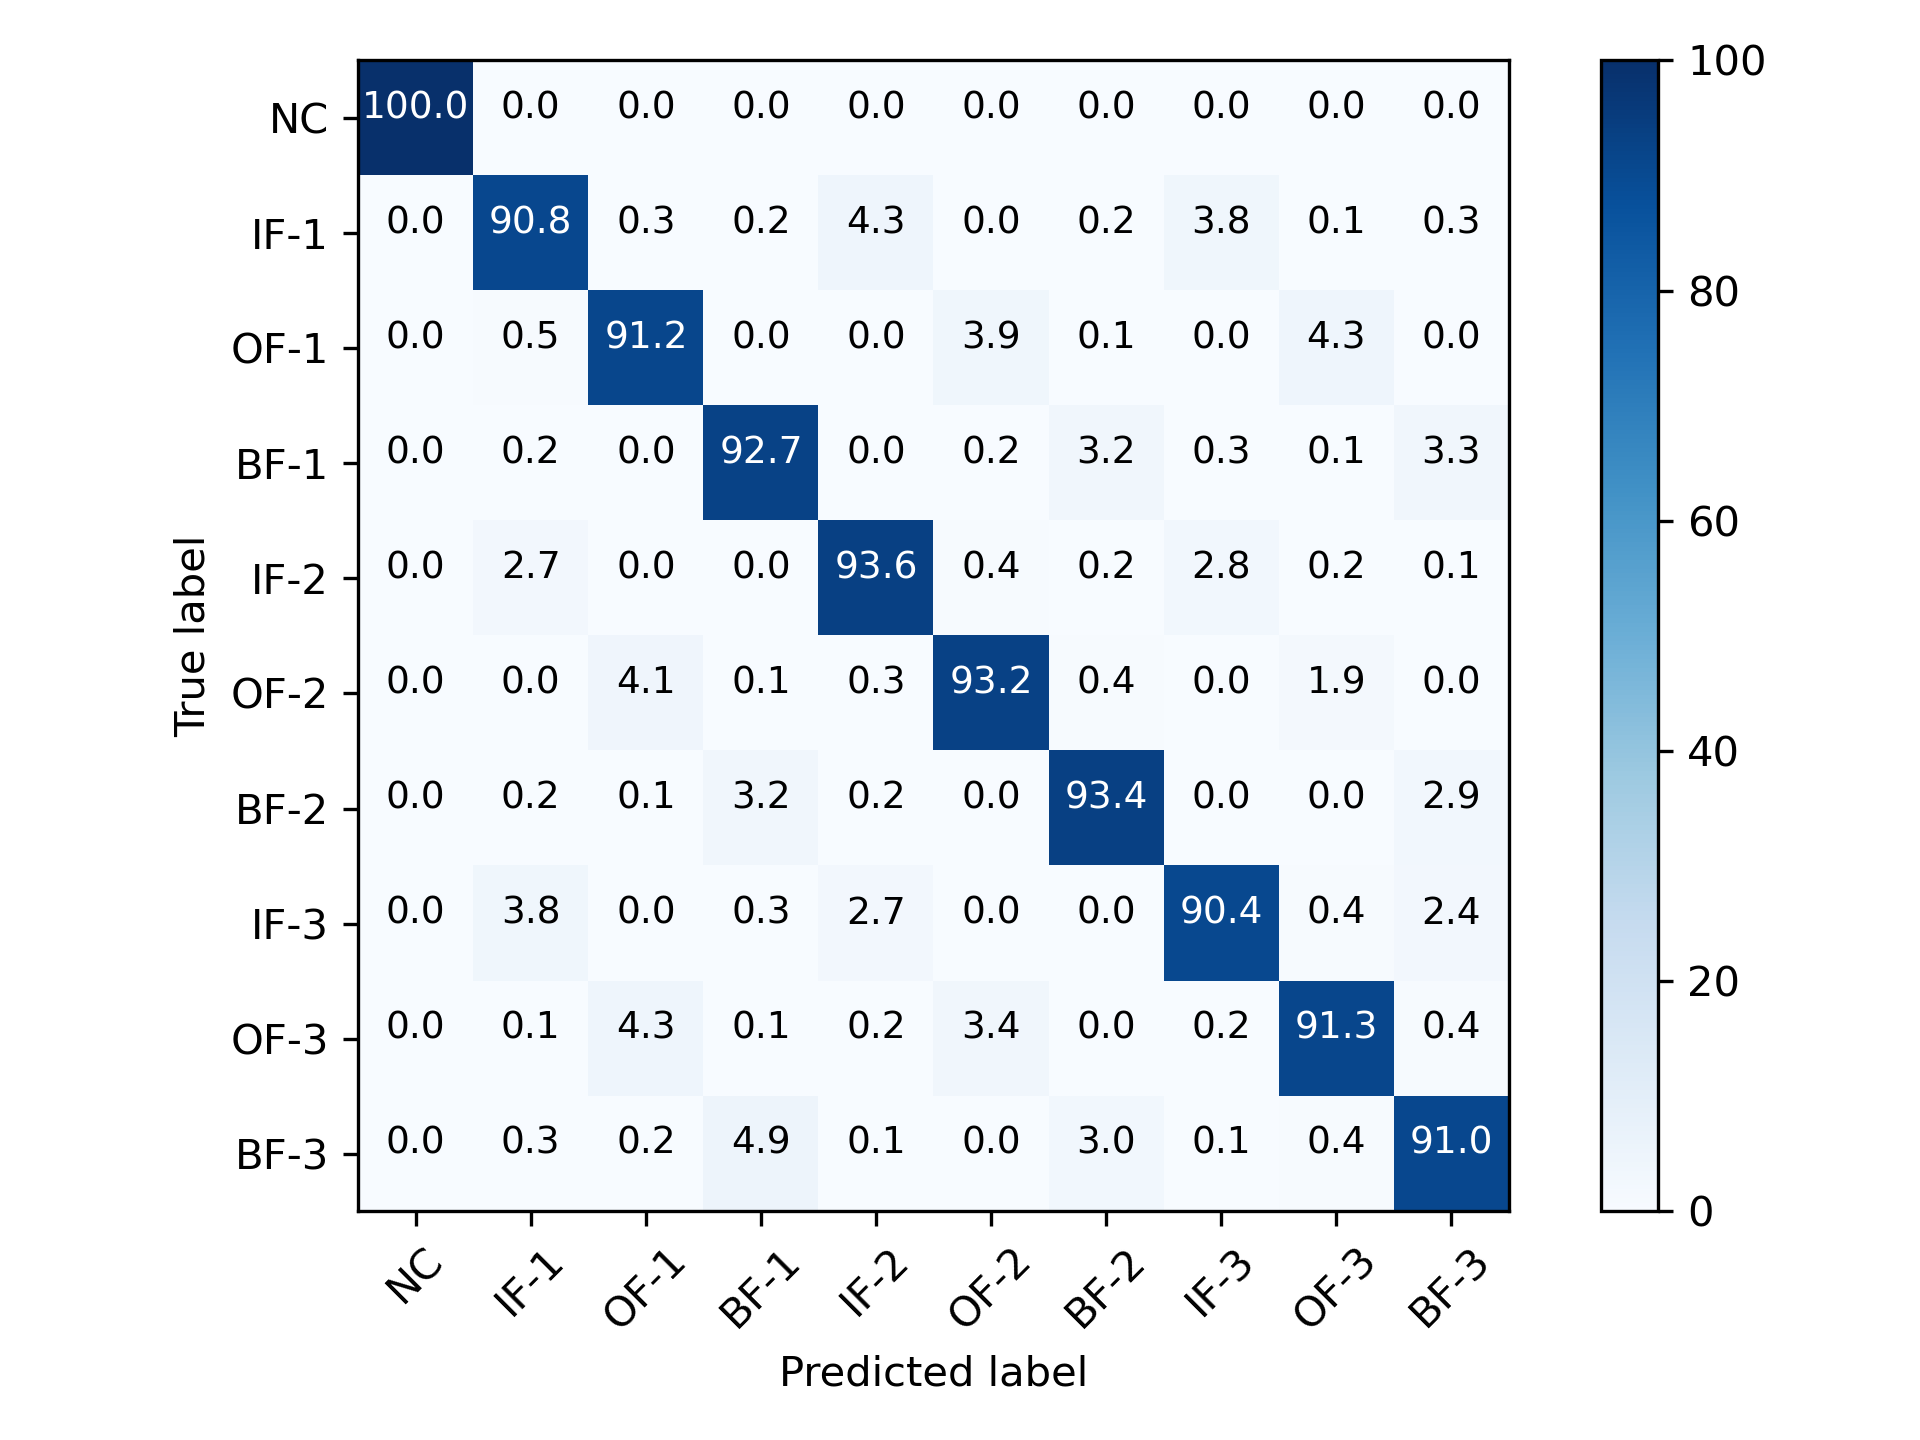 NC 100.0 0.0 0.0 0.0 0.0 0.0 0.0 0.0 0.0 0.0
IF-1 0.0 90.8 0.3 0.2 4.3 0.0 0.2 3.8 0.1 0.3
OF-1 0.0 0.5 91.2 0.0 0.0 3.9 0.1 0.0 4.3 0.0
BF-1 0.0 0.2 0.0 92.7 0.0 0.2 3.2 0.3 0.1 3.3
IF-2 0.0 2.7 0.0 0.0 93.6 0.4 0.2 2.8 0.2 0.1
OF-2 0.0 0.0 4.1 0.1 0.3 93.2 0.4 0.0 1.9 0.0
BF-2 0.0 0.2 0.1 3.2 0.2 0.0 93.4 0.0 0.0 2.9
IF-3 0.0 3.8 0.0 0.3 2.7 0.0 0.0 90.4 0.4 2.4
OF-3 0.0 0.1 4.3 0.1 0.2 3.4 0.0 0.2 91.3 0.4
BF-3 0.0 0.3 0.2 4.9 0.1 0.0 3.0 0.1 0.4 91.0
NC IF-1 OF-1 BF-1 IF-2 OF-2 BF-2 IF-3 OF-3 BF-3
Predicted label
True label
100
80
60
40
20
0